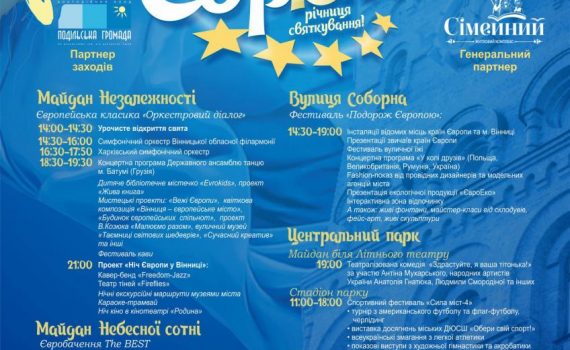 ПОДІЛЬСЬКА ГРОМАДА
Партнер
заходів
річниця
святкування!
Сімейний
Генеральний
партнер
Майдан Незалежності
Європейська класика «Оркестровий діалог»
14:00–14:30 Урочисте відкриття свята
14:30–16:00 Симфонічний оркестр Вінницької обласної філармонії
16:30–17:50 Харківський симфонічний оркестр
18:30–19:30 Концертна програма Державного ансамблю танцю
м. Батумі (Грузія)
Дитяче бібліотечне містечко «Evrokids», проект
«Жива книга»
Мистецькі проекти: «Вежі Європи», квіткова
композиція «Вінниця – європейське місто»,
«Будинок європейських спільнот», проект
В.Козюка «Малюємо разом», вуличний музей
«Таємниці світових шедеврів», «Сучасний креатив»
та інші
Фестиваль кави
21:00 Проект «Ніч Європи у Вінниці»:
Кавер-бенд «Freedom-Jazz»
Театр тіней «Fireflies»
Нічні екскурсійні маршрути музеями міста
Караоке-трамвай
Ніч кіно в кінотеатрі «Родина»
Майдан Небесної сотні
Євробачення The BEST
Вулиця Соборна
Фестиваль «Подорож Європою»:
14:30–19:00 Інсталяції відомих місць країн Європи та м. Вінниці
Презентації звичаїв країн Європи
Фестиваль вуличної їжі
Концертна програма «У колі друзів» (Польща,
Великобританія, Румунія, Україна)
Fashion-показ від провідних дизайнерів та модельних
агенцій міста
Презентація екологічної продукції «ЄвроЕко»
Інтерактивна зона відпочинку
А також: живі фонтани, майстер-класи від склодувів,
фейс-арт, живі скульптури
Центральний парк
Майдан біля Літнього театру
19:00 Театралізована комедія «Здрастуйте, я ваша тітонька!»
за участю Антіна Мухарського, народних артистів
України Анатолія Гнатюка, Людмили Смородіної та інших
Стадіон парку
11:00–18:00 Спортивний фестиваль «Сила міст-4»
• турнір з американського футболу та флаг-футболу,
черлідинг
• виставка досягнень міських ДЮСШ «Обери свій спорт!»
• всеукраїнські змагання з легкої атлетики
• показові виступи з художньої гімнастики та акробатики